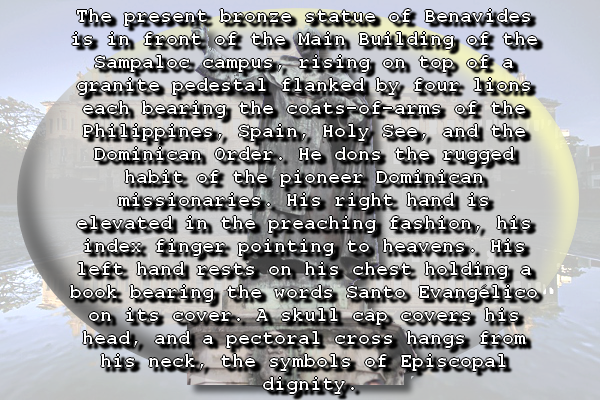 The present bronze statue of Benavides
is in front of the Main Building of the
Sampaloc campus, rising on top of a
granite pedestal flanked by four lions
each bearing the coats-of-arms of the
Philippines, Spain, Holy See, and the
Dominican Order. He dons the rugged
habit of the pioneer Dominican
missionaries. His right hand is
elevated in the preaching fashion, his
index finger pointing to heavens. His
left hand rests on his chest holding a
book bearing the words Santo Evangélico
on its cover. A skull cap covers his
head, and a pectoral cross hangs from
his neck, the symbols of Episcopal
dignity.